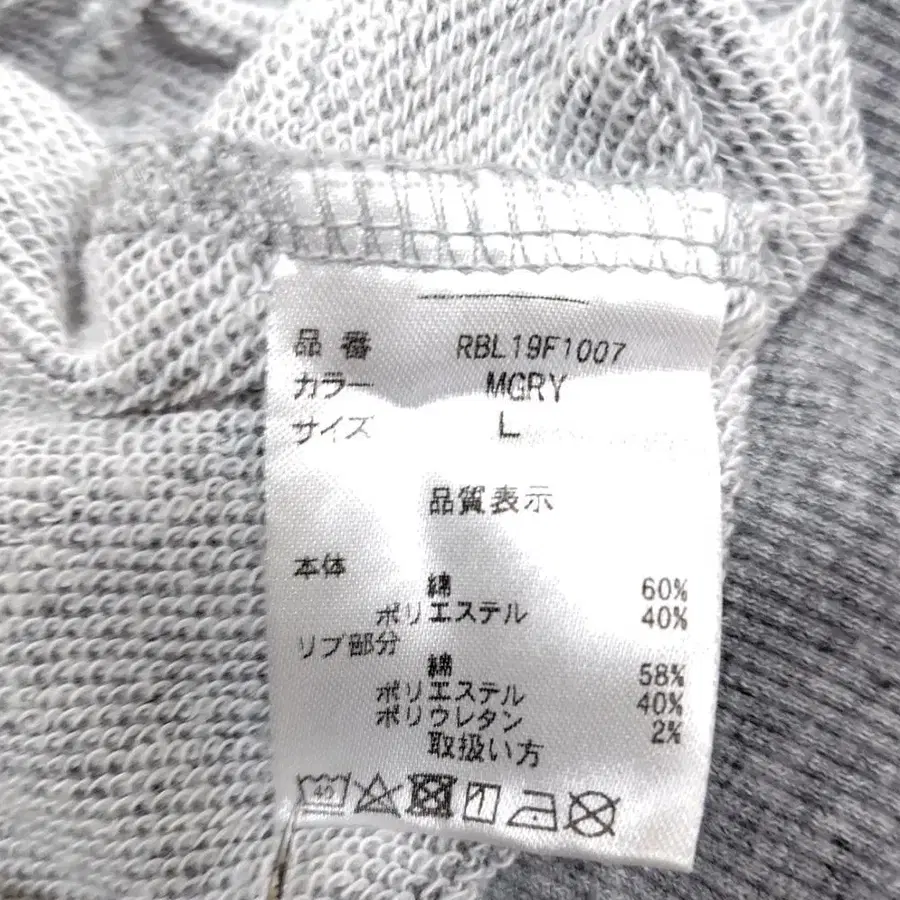 品番 RBL19F1007
カラー MGRY
サイズ L
品質表示
本体
綿 60%
ポリエステル 40%
リブ部分
綿 58%
ポリエステル 40%
ポリウレタン 2%
取扱い方
40